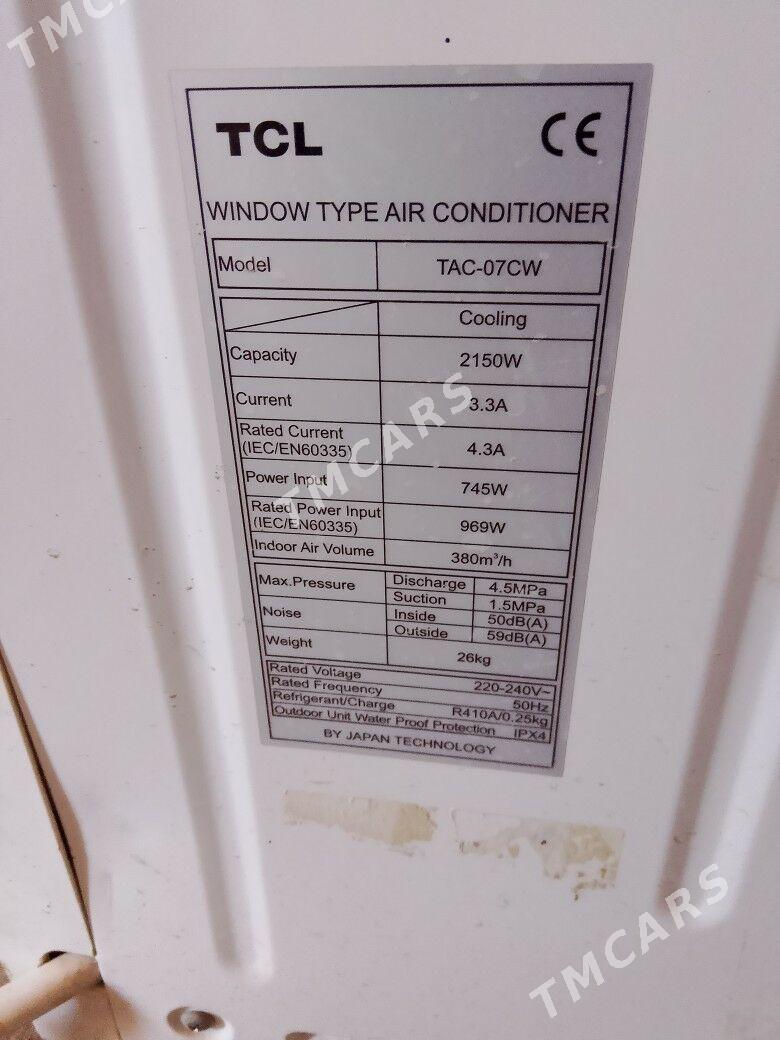 TMCARS
TCL CE
WINDOW TYPE AIR CONDITIONER
Model TAC-07CW
Cooling
Capacity 2150W
Current 3.3A
Rated Current
(IEC/EN60335) 4.3A
Power Input 745W
Rated Power Input
(IEC/EN60335) 969W
Indoor Air Volume 380m³/h
Max.Pressure Discharge 4.5MPa
Suction 1.5MPa
Noise Inside 50dB(A)
Outside 59dB(A)
Weight 26kg
Rated Voltage 220-240V~
Rated Frequency 50Hz
Refrigerant/Charge R410A/0.25kg
Outdoor Unit Water Proof Protection IPX4
BY JAPAN TECHNOLOGY
TMCARS
TMCARS